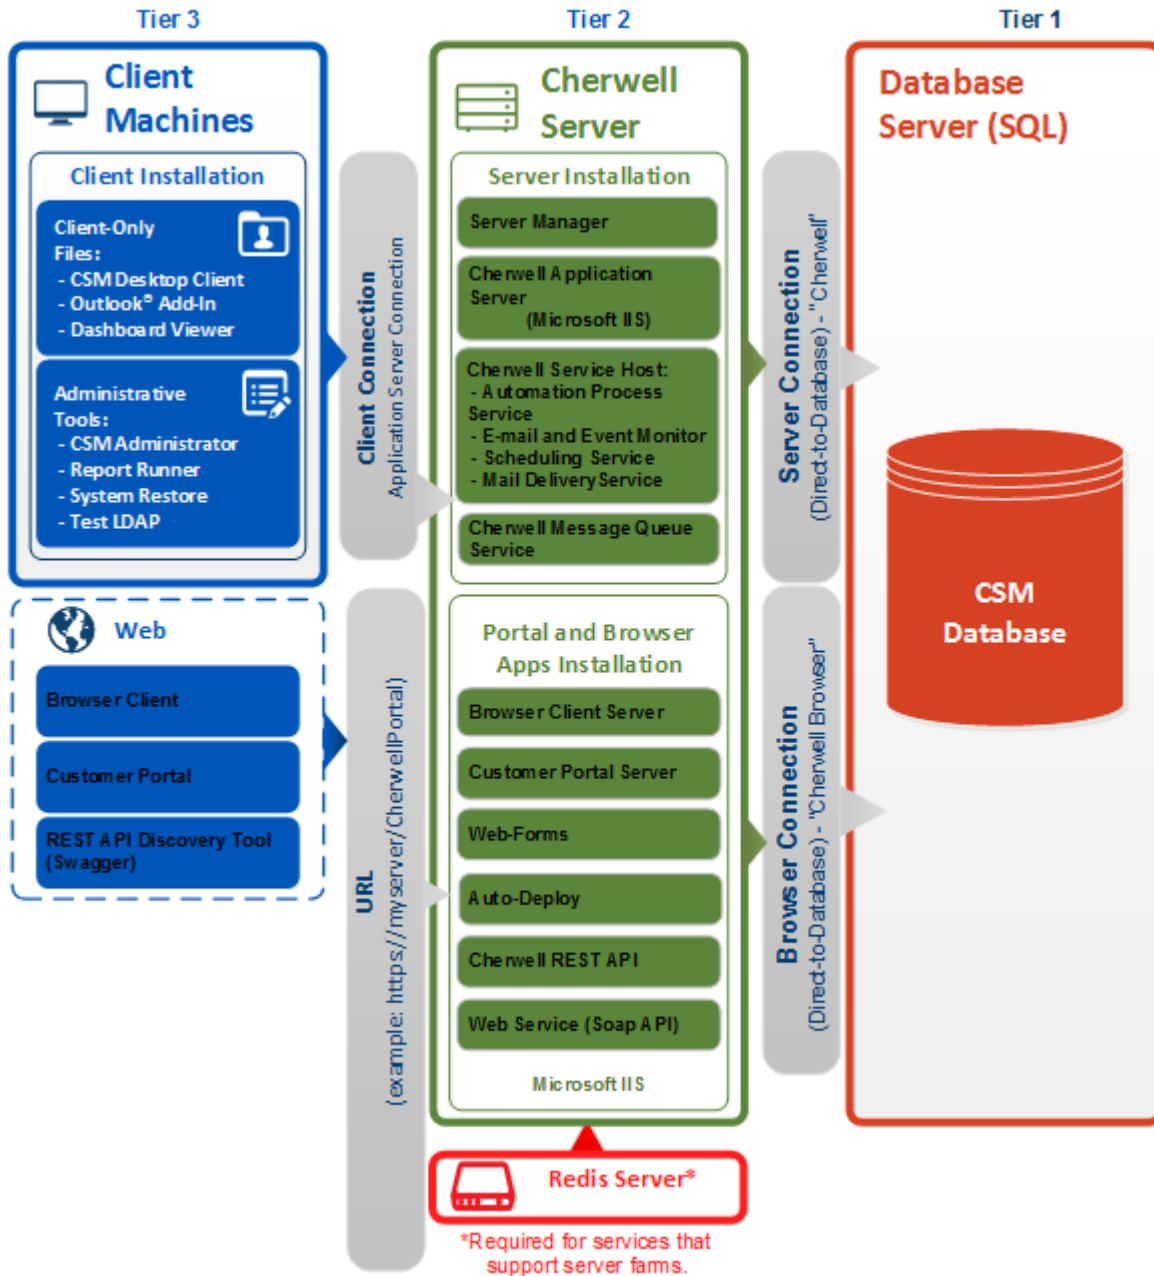 Tier 3
Client
Machines
Client Installation
Client-Only
Files:
- CSM Desktop Client
- Outlook® Add-In
- Dashboard Viewer
Administrative
Tools:
- CSM Administrator
- Report Runner
- System Restore
- Test LDAP
Web
Browser Client
Customer Portal
REST API Discovery Tool
(Swagger)
Client Connection
Application Server Connection
URL
(example: https//myserver/CherwellPortal)
Tier 2
Cherwell
Server
Server Installation
Server Manager
Cherwell Application
Server
(Microsoft IIS)
Cherwell Service Host:
- Automation Process
Service
- E-mail and Event Monitor
- Scheduling Service
- Mail Delivery Service
Cherwell Message Queue
Service
Portal and Browser
Apps Installation
Browser Client Server
Customer Portal Server
Web-Forms
Auto-Deploy
Cherwell REST API
Web Service (Soap API)
Microsoft IIS
Redis Server*
*Required for services that
support server farms.
Server Connection
(Direct-to-Database) - "Cherwell"
Browser Connection
(Direct-to-Database) - "Cherwell Browser"
Tier 1
Database
Server (SQL)
CSM
Database